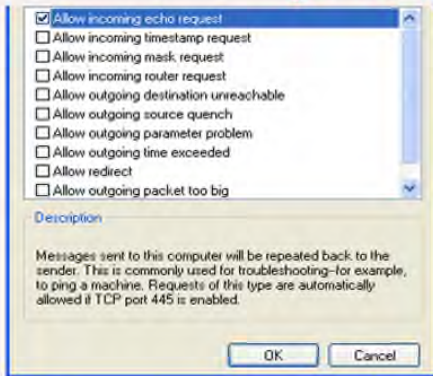 Allow incoming echo request
Allow incoming timestamp request
Allow incoming mask request
Allow incoming router request
Allow outgoing destination unreachable
Allow outgoing source quench
Allow outgoing parameter problem
Allow outgoing time exceeded
Allow redirect
Allow outgoing packet too big
Description
Messages sent to this computer will be repeated back to the
sender. This is commonly used for troubleshooting-for example,
to ping a machine. Requests of this type are automatically
allowed if TCP port 445 is enabled.
OK
Cancel